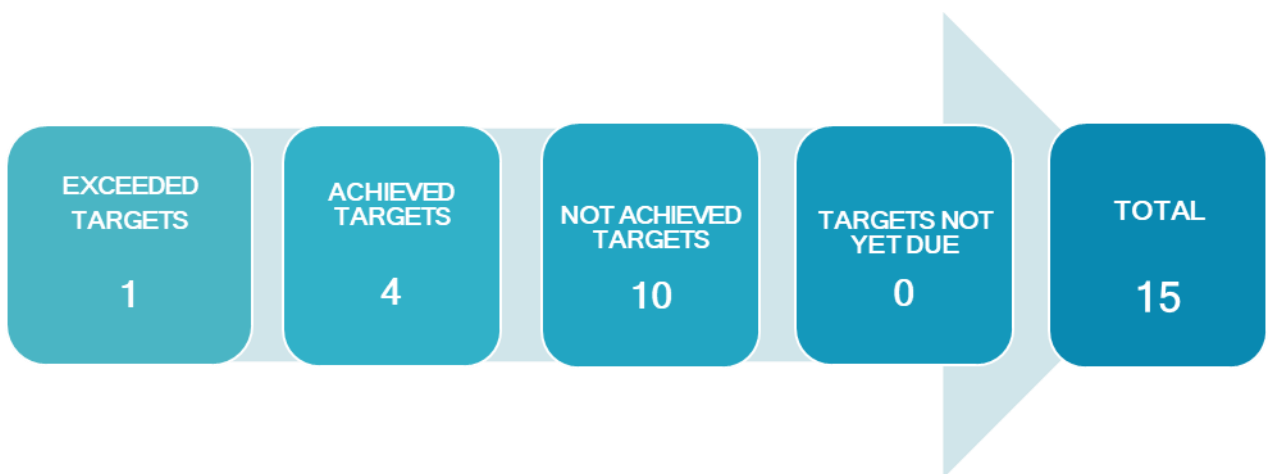 EXCEEDED
TARGETS
1
ACHIEVED
TARGETS
4
NOT ACHIEVED
TARGETS
10
TARGETS NOT
YET DUE
0
TOTAL
15